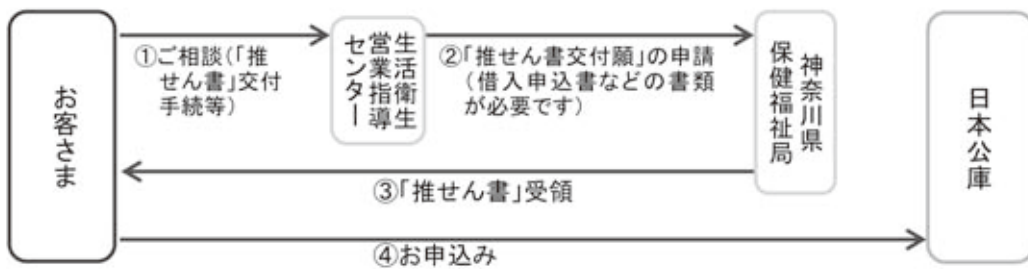 お客さま
①ご相談(｢推
せん書｣交付
手続等)
生活衛生
営業指導
センター
②｢推せん書交付願｣の申請
(借入申込書などの書類
が必要です)
神奈川県
保健福祉局
③｢推せん書｣受領
④お申込み
日本公庫